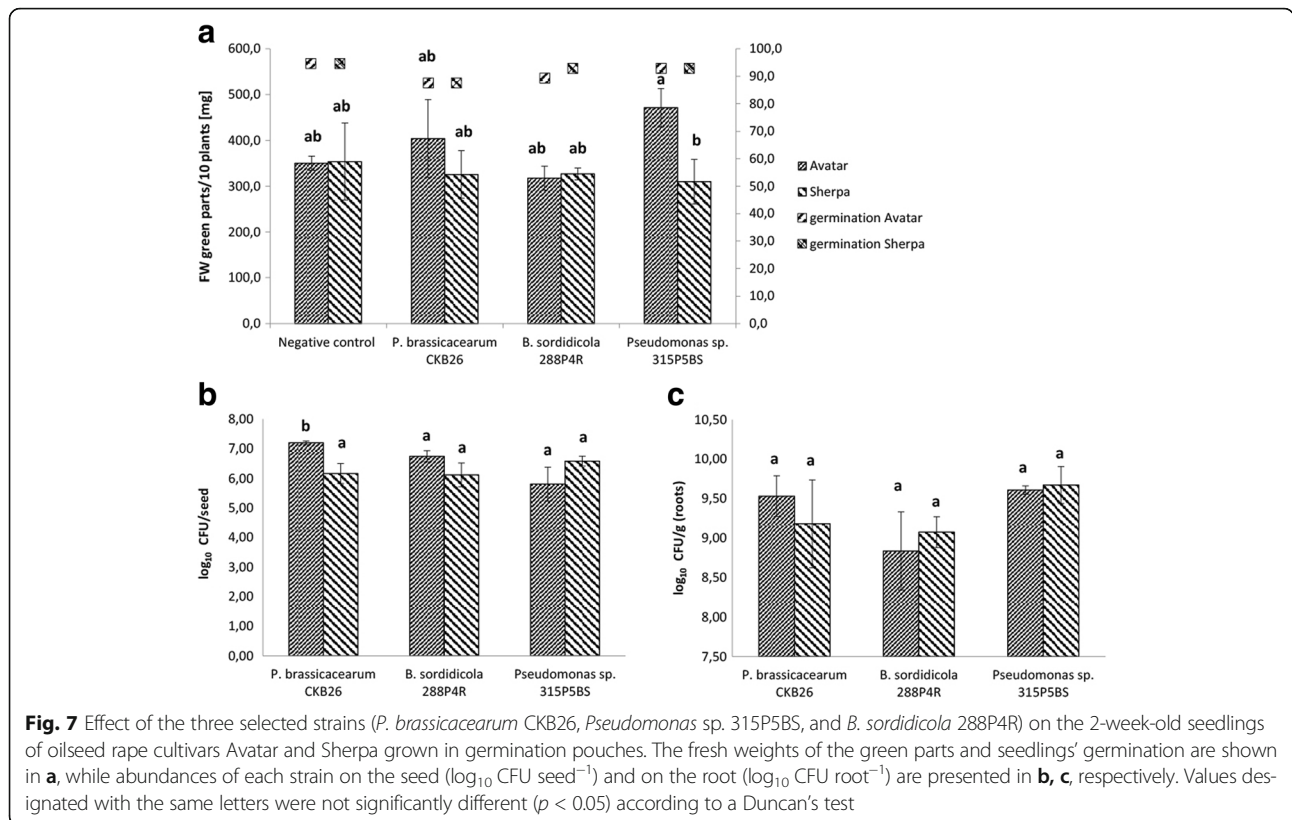 a
600,0
500,0
400,0
300,0
200,0
100,0
0,0
FW green parts/10 plants [mg]
100,0
90,0
80,0
70,0
60,0
50,0
40,0
30,0
20,0
10,0
0,0
ab
ab
ab
ab
ab
ab
a
b
Negative control
P. brassicacearum CKB26
B. sordidicola 288P4R
Pseudomonas sp. 315P5BS
Avatar
Sherpa
germination Avatar
germination Sherpa
b
8,00
7,00
6,00
5,00
4,00
3,00
2,00
1,00
0,00
log₁₀ CFU/seed
b
a
a
a
a
a
P. brassicacearum CKB26
B. sordidicola 288P4R
Pseudomonas sp. 315P5BS
c
10,50
10,00
9,50
9,00
8,50
8,00
7,50
log₁₀ CFU/g (roots)
a
a
a
a
a
a
P. brassicacearum CKB26
B. sordidicola 288P4R
Pseudomonas sp. 315P5BS
Fig. 7 Effect of the three selected strains (P. brassicacearum CKB26, Pseudomonas sp. 315P5BS, and B. sordidicola 288P4R) on the 2-week-old seedlings
of oilseed rape cultivars Avatar and Sherpa grown in germination pouches. The fresh weights of the green parts and seedlings’ germination are shown
in a, while abundances of each strain on the seed (log₁₀ CFU seed⁻¹) and on the root (log₁₀ CFU root⁻¹) are presented in b, c, respectively. Values des-
ignated with the same letters were not significantly different (p < 0.05) according to a Duncan’s test